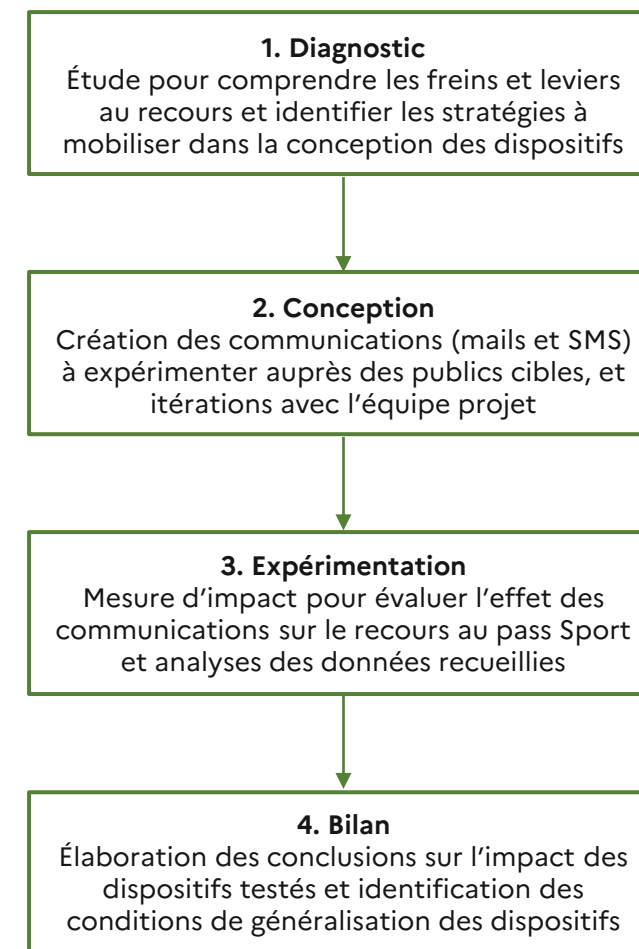 1. Diagnostic
Étude pour comprendre les freins et leviers
au recours et identifier les stratégies à
mobiliser dans la conception des dispositifs
2. Conception
Création des communications (mails et SMS)
à expérimenter auprès des publics cibles, et
itérations avec l’équipe projet
3. Expérimentation
Mesure d’impact pour évaluer l’effet des
communications sur le recours au pass Sport
et analyses des données recueillies
4. Bilan
Élaboration des conclusions sur l’impact des
dispositifs testés et identification des
conditions de généralisation des dispositifs